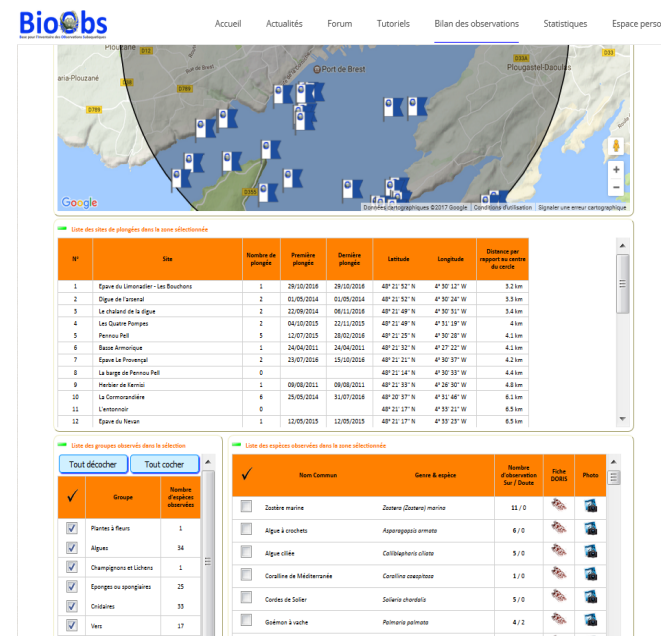 BioObs
Base pour l'Inventaire des Observations Subaquatiques
Accueil Actualités Forum Tutoriels Bilan des observations Statistiques Espace perso
Plouzané D12 D33A D33
Port de Brest Plougastel-Daoulas
aria-Plouzané D789
D789
D355
Google
Données cartographiques ©2017 Google Conditions d'utilisation Signaler une erreur cartographique
Liste des sites de plongées dans la zone sélectionnée
N° Site Nombre de plongée Première plongée Dernière plongée Latitude Longitude Distance par rapport au centre du cercle
1 Epave du Limonadier - Les Bouchons 1 29/10/2016 29/10/2016 48° 21' 52" N 4° 30' 12" W 3.2 km
2 Digue de l'arsenal 2 01/05/2014 01/05/2014 48° 21' 52" N 4° 30' 24" W 3.3 km
3 Le chaland de la digue 2 22/09/2014 06/11/2016 48° 21' 49" N 4° 30' 31" W 3.4 km
4 Les Quatre Pompes 2 04/10/2015 22/11/2015 48° 21' 49" N 4° 31' 19" W 4 km
5 Pennou Pell 5 12/07/2015 28/02/2016 48° 21' 25" N 4° 30' 28" W 4.1 km
6 Basse Armorique 1 24/04/2011 24/04/2011 48° 21' 32" N 4° 27' 22" W 4.1 km
7 Epave Le Provençal 2 23/07/2016 15/10/2016 48° 21' 21" N 4° 30' 37" W 4.2 km
8 La barge de Pennou Pell 0 48° 21' 14" N 4° 30' 33" W 4.4 km
9 Herbier de Kernisi 1 09/08/2011 09/08/2011 48° 21' 33" N 4° 26' 30" W 4.8 km
10 La Cormorandière 6 25/05/2014 31/07/2016 48° 20' 37" N 4° 31' 46" W 6.1 km
11 L'entonnoir 0 48° 21' 17" N 4° 33' 21" W 6.5 km
12 Epave du Nevan 1 12/05/2015 12/05/2015 48° 21' 17" N 4° 33' 23" W 6.5 km
Liste des groupes observés dans la sélection
Tout décocher Tout cocher
Groupe Nombre d'espèces observées
Plantes à fleurs 1
Algues 34
Champignons et Lichens 1
Eponges ou spongiaires 25
Cnidaires 33
Vers 17
Liste des espèces observées dans la zone sélectionnée
Nom Commun Genre & espèce Nombre d'observation Sur / Doute Fiche DORIS Photo
Zostère marine Zostera (Zostera) marina 11 / 0
Algue à crochets Asparagopsis armata 6 / 0
Algue ciliée Calliblepharis ciliata 5 / 0
Coralline de Méditerranée Corallina caespitosa 1 / 0
Cordes de Solier Solieria chordalis 5 / 0
Goémon à vache Palmaria palmata 4 / 2